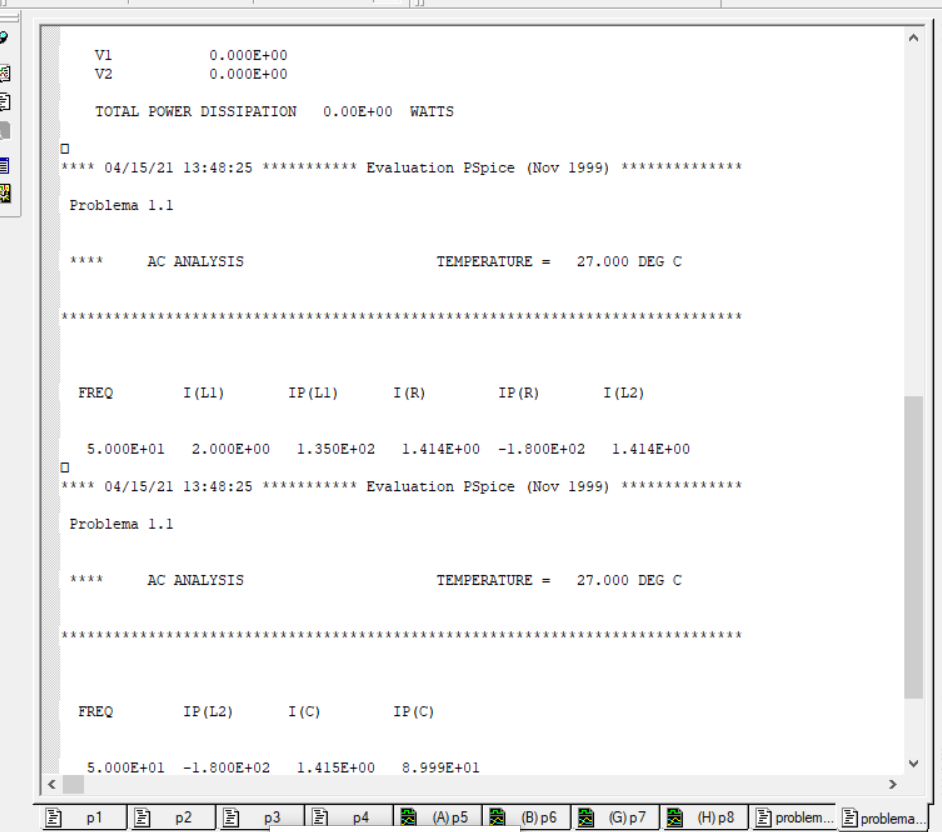 V1 0.000E+00
V2 0.000E+00
TOTAL POWER DISSIPATION 0.00E+00 WATTS
**** 04/15/21 13:48:25 *********** Evaluation PSpice (Nov 1999) **************
Problema 1.1
**** AC ANALYSIS TEMPERATURE = 27.000 DEG C
******************************************************************************
FREQ I(L1) IP(L1) I(R) IP(R) I(L2)
5.000E+01 2.000E+00 1.350E+02 1.414E+00 -1.800E+02 1.414E+00
**** 04/15/21 13:48:25 *********** Evaluation PSpice (Nov 1999) **************
Problema 1.1
**** AC ANALYSIS TEMPERATURE = 27.000 DEG C
******************************************************************************
FREQ IP(L2) I(C) IP(C)
5.000E+01 -1.800E+02 1.415E+00 8.999E+01
p1 p2 p3 p4 (A) p5 (B) p6 (G) p7 (H) p8 problem... problema...